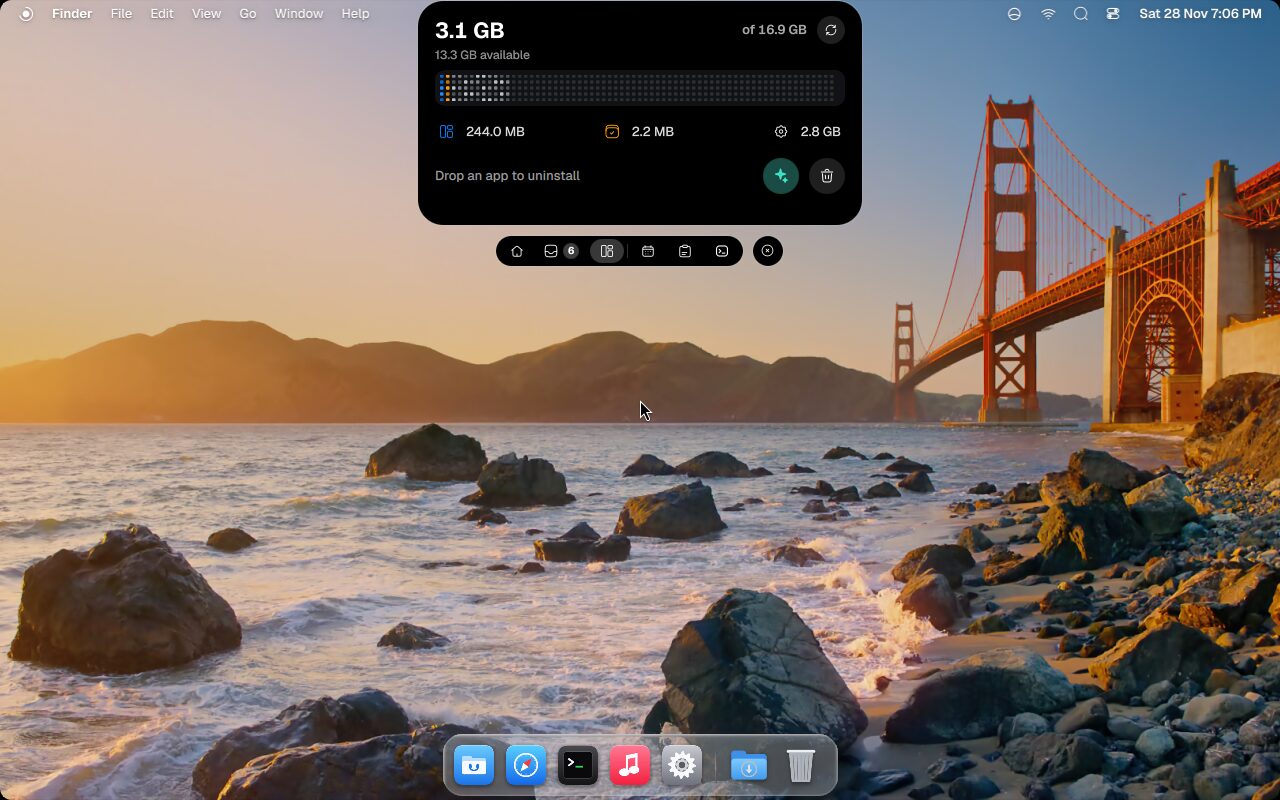 Finder File Edit View Go Window Help
Sat 28 Nov 7:06 PM
3.1 GB
of 16.9 GB
13.3 GB available
244.0 MB
2.2 MB
2.8 GB
Drop an app to uninstall
6